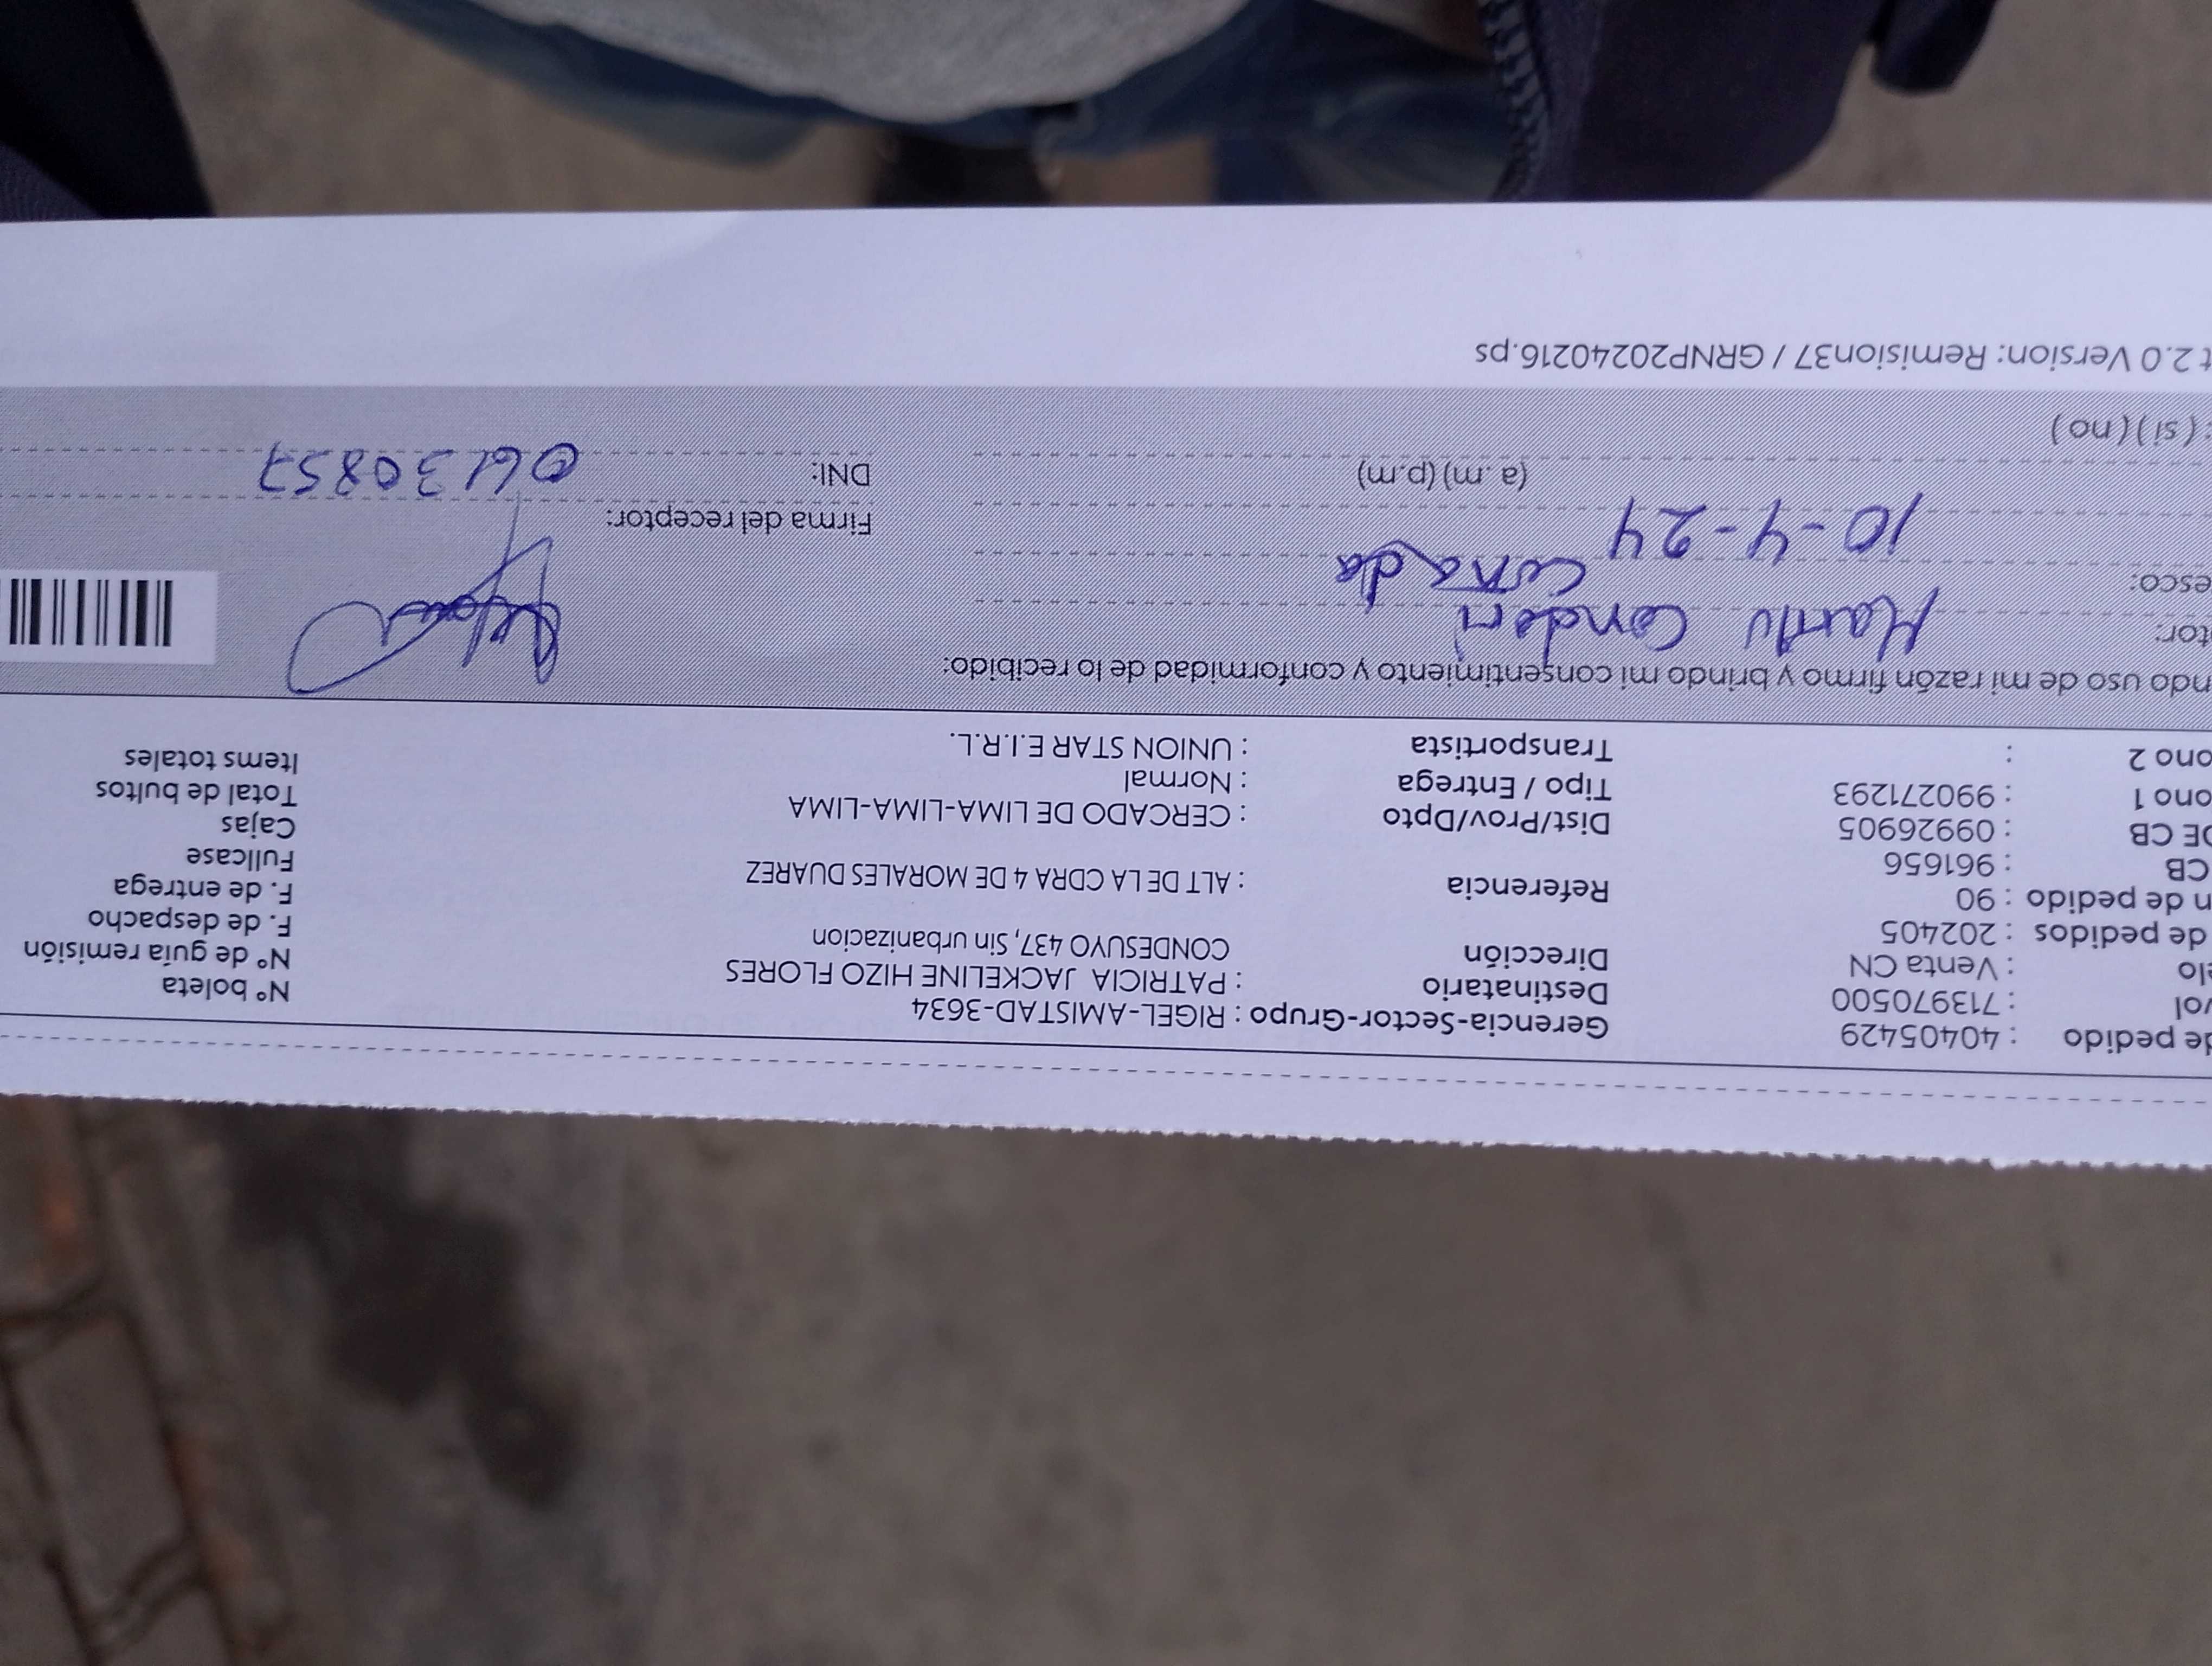 de pedido : 40405429 Gerencia-Sector-Grupo : RIGEL-AMISTAD-3634 N° boleta
vol : 713970500 Destinatario : PATRICIA JACKELINE HIZO FLORES N° de guía remisión
elo : Venta CN Dirección CONDESUYO 437, Sin urbanizacion F. de despacho
de pedidos : 202405 F. de entrega
n de pedido : 90 Referencia : ALT DE LA CDRA 4 DE MORALES DUAREZ Fullcase
CB : 961656 Cajas
DE CB : 09926905 Dist/Prov/Dpto : CERCADO DE LIMA-LIMA-LIMA Total de bultos
ono 1 : 990271293 Tipo / Entrega : Normal Items totales
ono 2 : Transportista : UNION STAR E.I.R.L.
ndo uso de mi razón firmo y brindo mi consentimiento y conformidad de lo recibido:
tor: Condori
esco:
10-4-24 Firma del receptor:
(a .m) (p.m) DNI: 06130857
: ( si ) ( no )
t 2.0 Version: Remision37 / GRNP20240216.ps